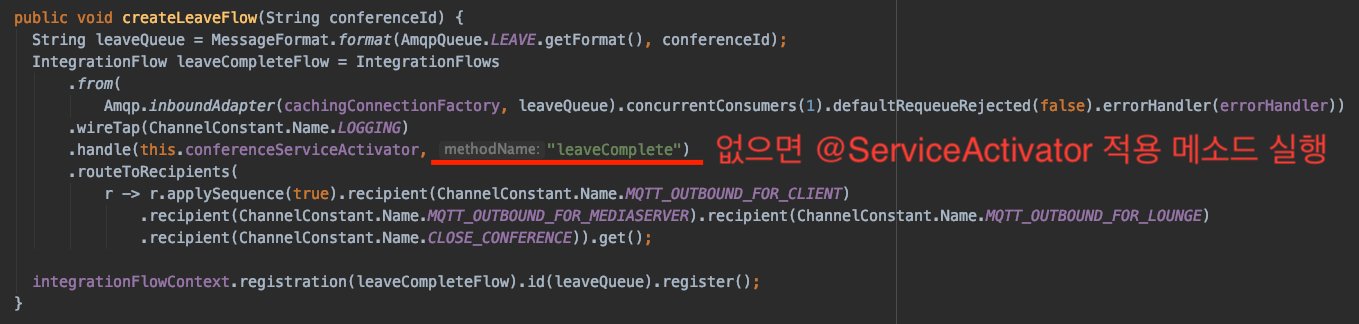 public void createLeaveFlow(String conferenceId) {
String leaveQueue = MessageFormat.format(AmqpQueue.LEAVE.getFormat(), conferenceId);
IntegrationFlow leaveCompleteFlow = IntegrationFlows
.from(
Amqp.inboundAdapter(cachingConnectionFactory, leaveQueue).concurrentConsumers(1).defaultRequeueRejected(false).errorHandler(errorHandler))
.wireTap(ChannelConstant.Name.LOGGING)
.handle(this.conferenceServiceActivator, methodName: "leaveComplete") 없으면 @ServiceActivator 적용 메소드 실행
.routeToRecipients(
r -> r.applySequence(true).recipient(ChannelConstant.Name.MQTT_OUTBOUND_FOR_CLIENT)
.recipient(ChannelConstant.Name.MQTT_OUTBOUND_FOR_MEDIASERVER).recipient(ChannelConstant.Name.MQTT_OUTBOUND_FOR_LOUNGE)
.recipient(ChannelConstant.Name.CLOSE_CONFERENCE)).get();
integrationFlowContext.registration(leaveCompleteFlow).id(leaveQueue).register();
}